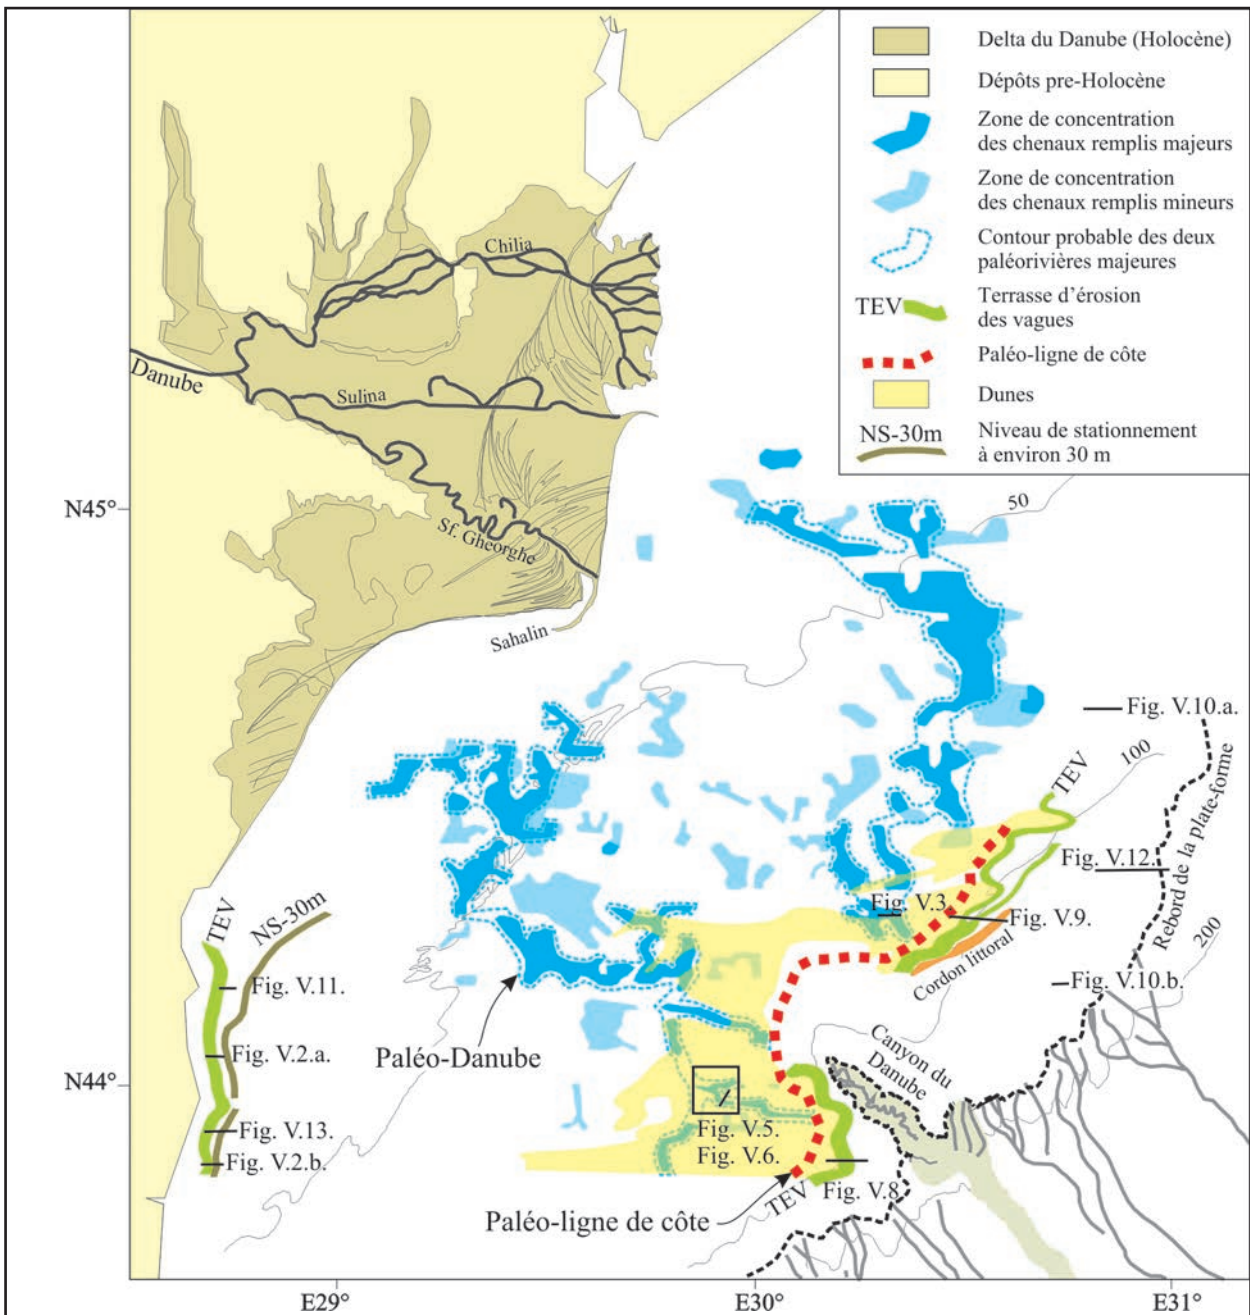 Delta du Danube (Holocène)
Dépôts pre-Holocène
Zone de concentration
des chenaux remplis majeurs
Zone de concentration
des chenaux remplis mineurs
Contour probable des deux
paléorivières majeures
TEV
Terrasse d'érosion
des vagues
Paléo-ligne de côte
Dunes
NS-30m
Niveau de stationnement
à environ 30 m
Chilia
Danube
Sulina
Sf. Gheorghe
Sahalin
N45°
50
Fig. V.10.a.
100
TEV
Rebord de la plate-forme
Fig. V.12.
200
Fig. V.3.
Fig. V.9.
Cordon littoral
Fig. V.10.b.
TEV
NS-30m
Fig. V.11.
Fig. V.2.a.
Paléo-Danube
Canyon du
Danube
N44°
Fig. V.13.
Fig. V.2.b.
Fig. V.5.
Fig. V.6.
TEV
Fig. V.8.
Paléo-ligne de côte
E29°
E30°
E31°